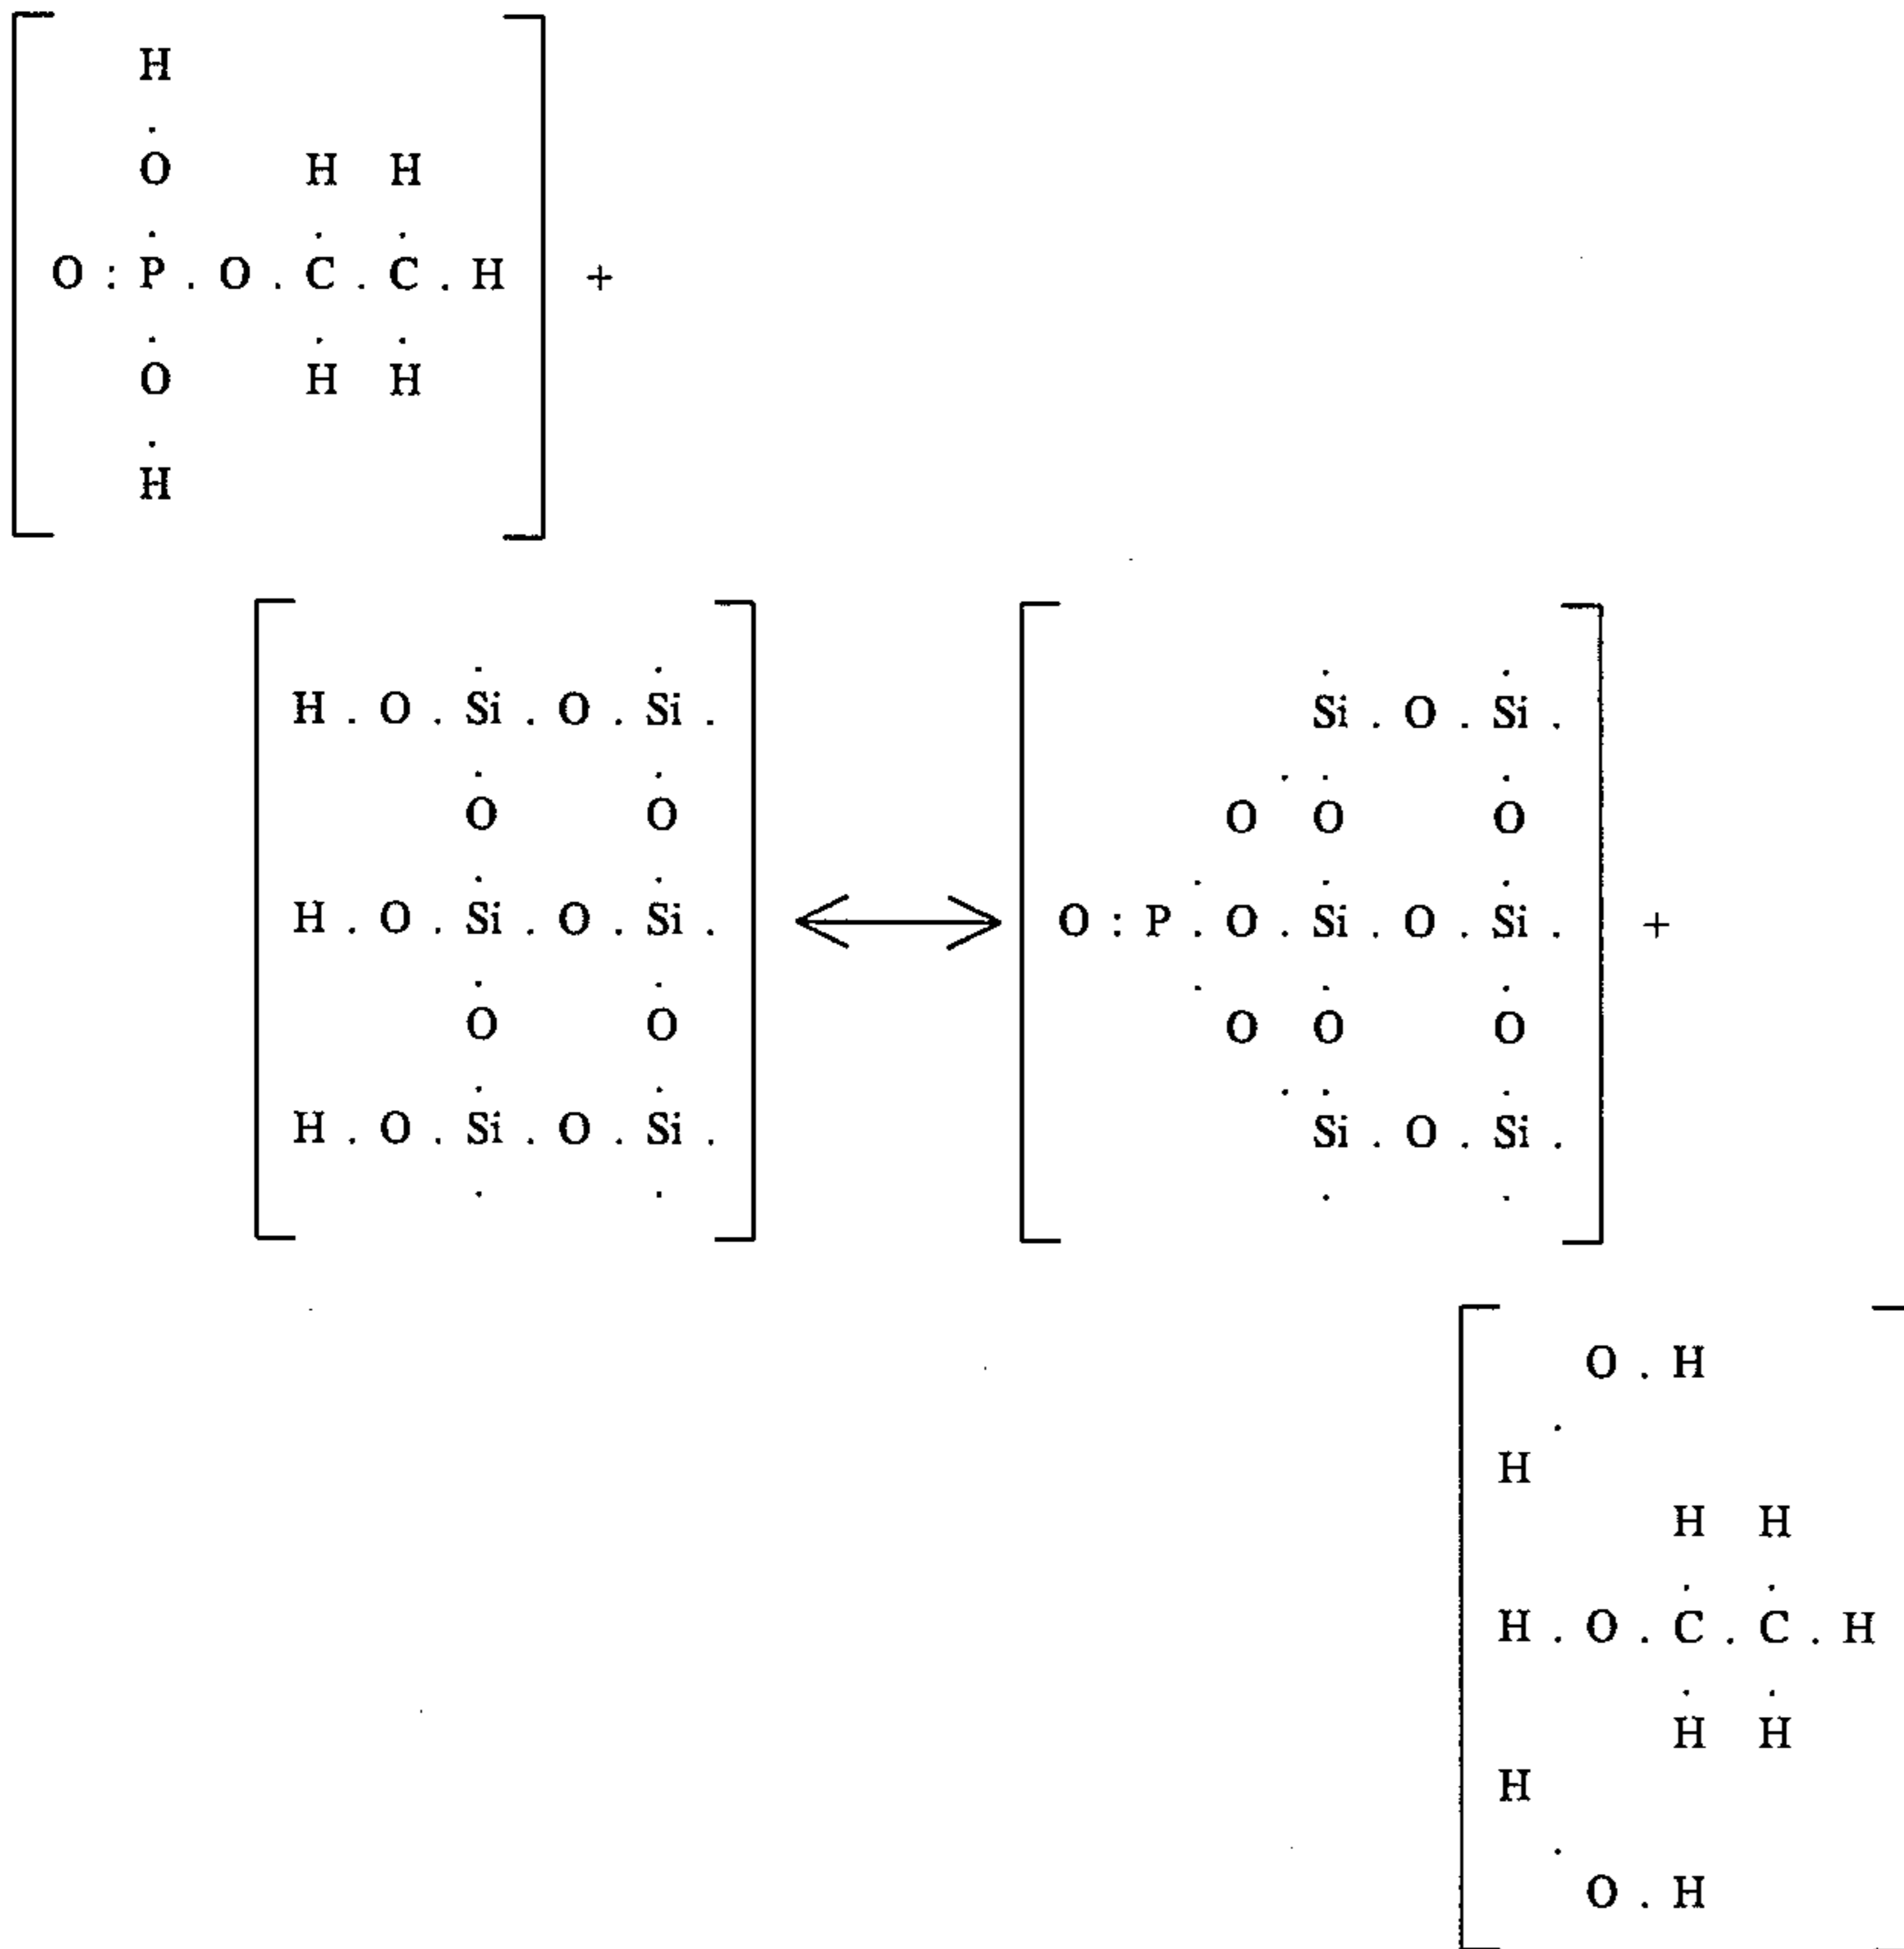 H
.
O H H
. . .
O : P . O . C . C . H +
. . .
O H H
.
H
. . . .
H . O . Si . O . Si . Si . O . Si .
. . . . .
O O O O O
. . . . .
H . O . Si . O . Si . O : P . O . Si . O . Si . +
. . . . .
O O O O O
. . . . .
H . O . Si . O . Si . Si . O . Si .
. . . .
O . H
.
H
H H
. .
H . O . C . C . H
. .
H H
H
.
O . H